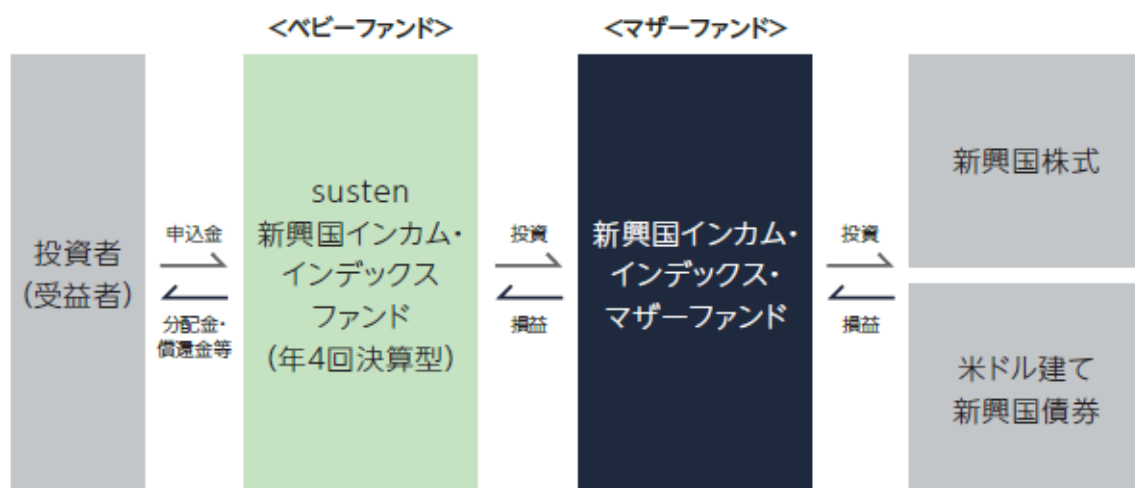 <ベビーファンド>
<マザーファンド>
投資者
(受益者)
申込金
分配金・
償還金等
susten
新興国インカム・
インデックス
ファンド
(年4回決算型)
投資
損益
新興国インカム・
インデックス・
マザーファンド
投資
損益
新興国株式
米ドル建て
新興国債券